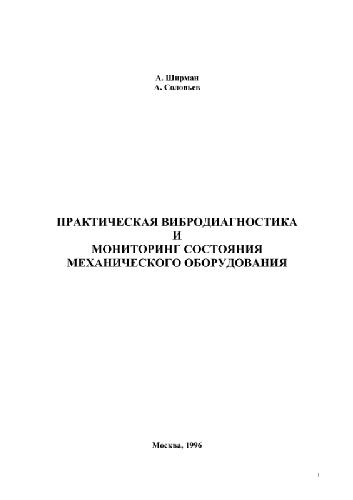 А. Ширман
А. Соловьев
ПРАКТИЧЕСКАЯ ВИБРОДИАГНОСТИКА
И
МОНИТОРИНГ СОСТОЯНИЯ
МЕХАНИЧЕСКОГО ОБОРУДОВАНИЯ
Москва, 1996
1